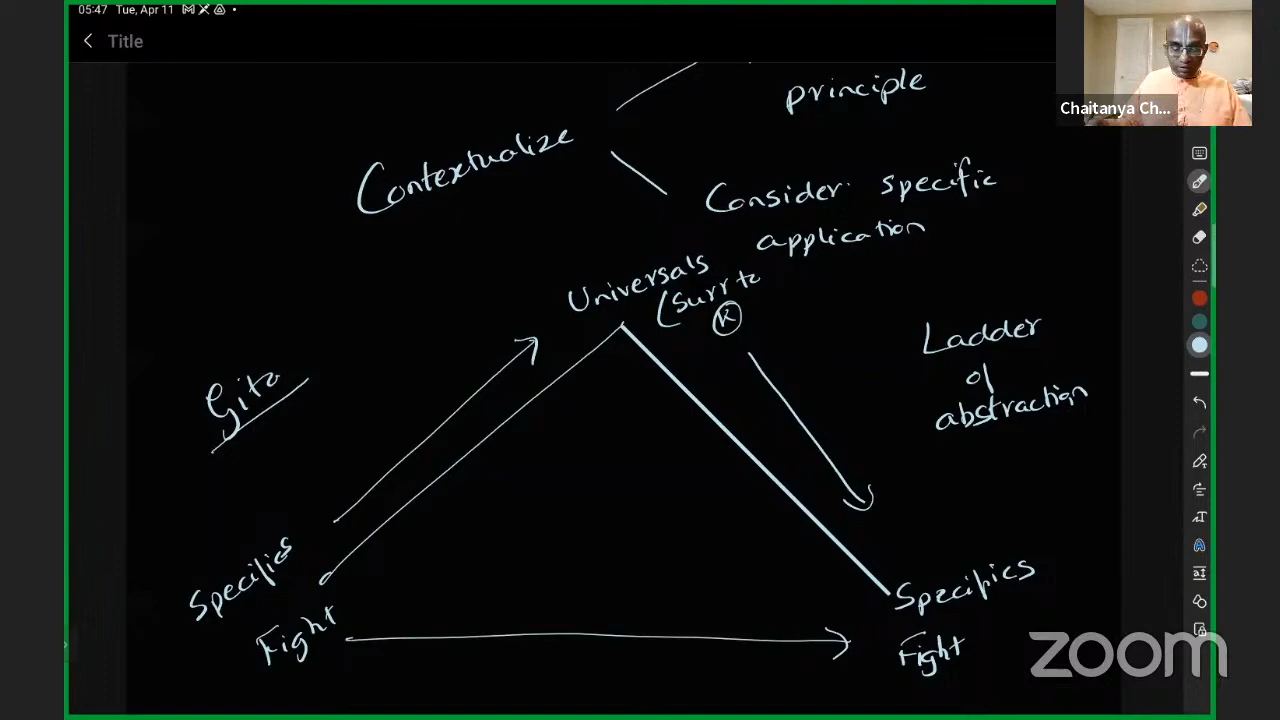 05:47 Tue, Apr 11
Title
Chaitanya Ch...
principle
Contextualize
Consider specific
application
Universals
(Surr to
K
Ladder
of
abstraction
Gita
Specifics
Fight
Specifics
Fight
zoom